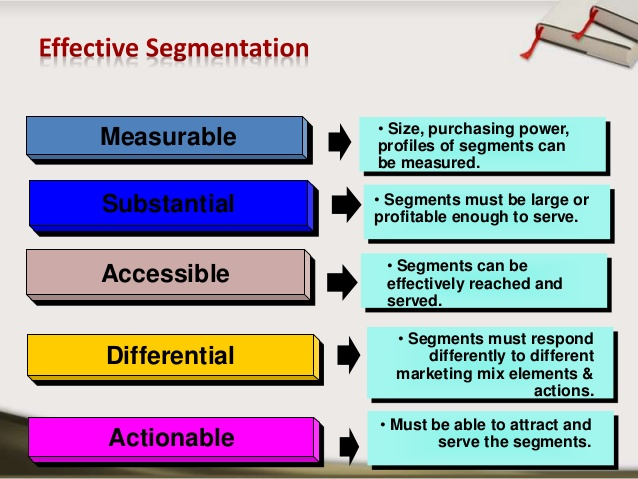 Effective Segmentation
Measurable
• Size, purchasing power,
profiles of segments can
be measured.
Substantial
• Segments must be large or
profitable enough to serve.
Accessible
• Segments can be
effectively reached and
served.
Differential
• Segments must respond
differently to different
marketing mix elements &
actions.
Actionable
• Must be able to attract and
serve the segments.